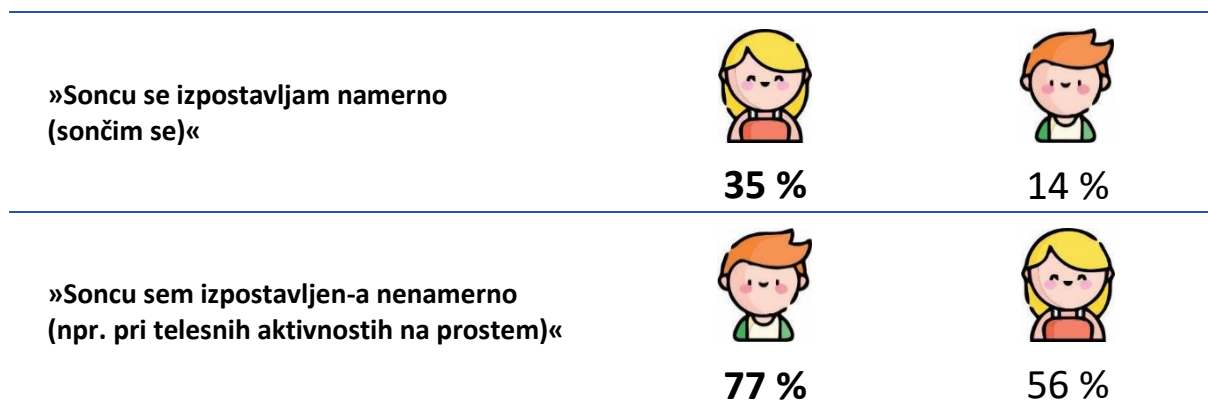 »Soncu se izpostavljam namerno
(sončim se)«
35 %
14 %
»Soncu sem izpostavljen-a nenamerno
(npr. pri telesnih aktivnostih na prostem)«
77 %
56 %